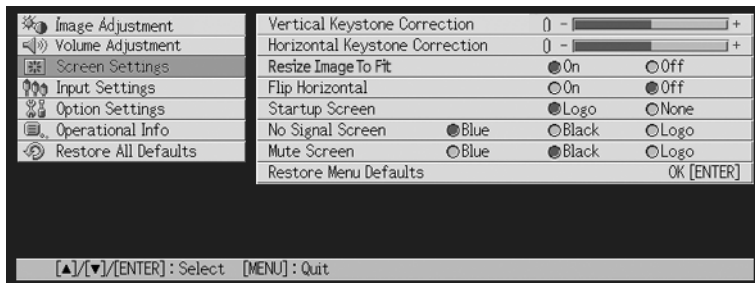 Image Adjustment
Volume Adjustment
Screen Settings
Input Settings
Option Settings
Operational Info
Restore All Defaults
Vertical Keystone Correction 0 - +
Horizontal Keystone Correction 0 - +
Resize Image To Fit On Off
Flip Horizontal On Off
Startup Screen Logo None
No Signal Screen Blue Black Logo
Mute Screen Blue Black Logo
Restore Menu Defaults OK [ENTER]
[▲]/[▼]/[ENTER] : Select [MENU] : Quit